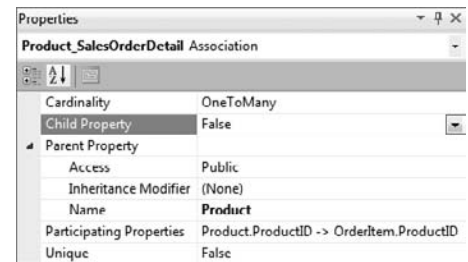 Properties
Product_SalesOrderDetail Association
Cardinality OneToMany
Child Property False
Parent Property
Access Public
Inheritance Modifier (None)
Name Product
Participating Properties Product.ProductID -> OrderItem.ProductID
Unique False